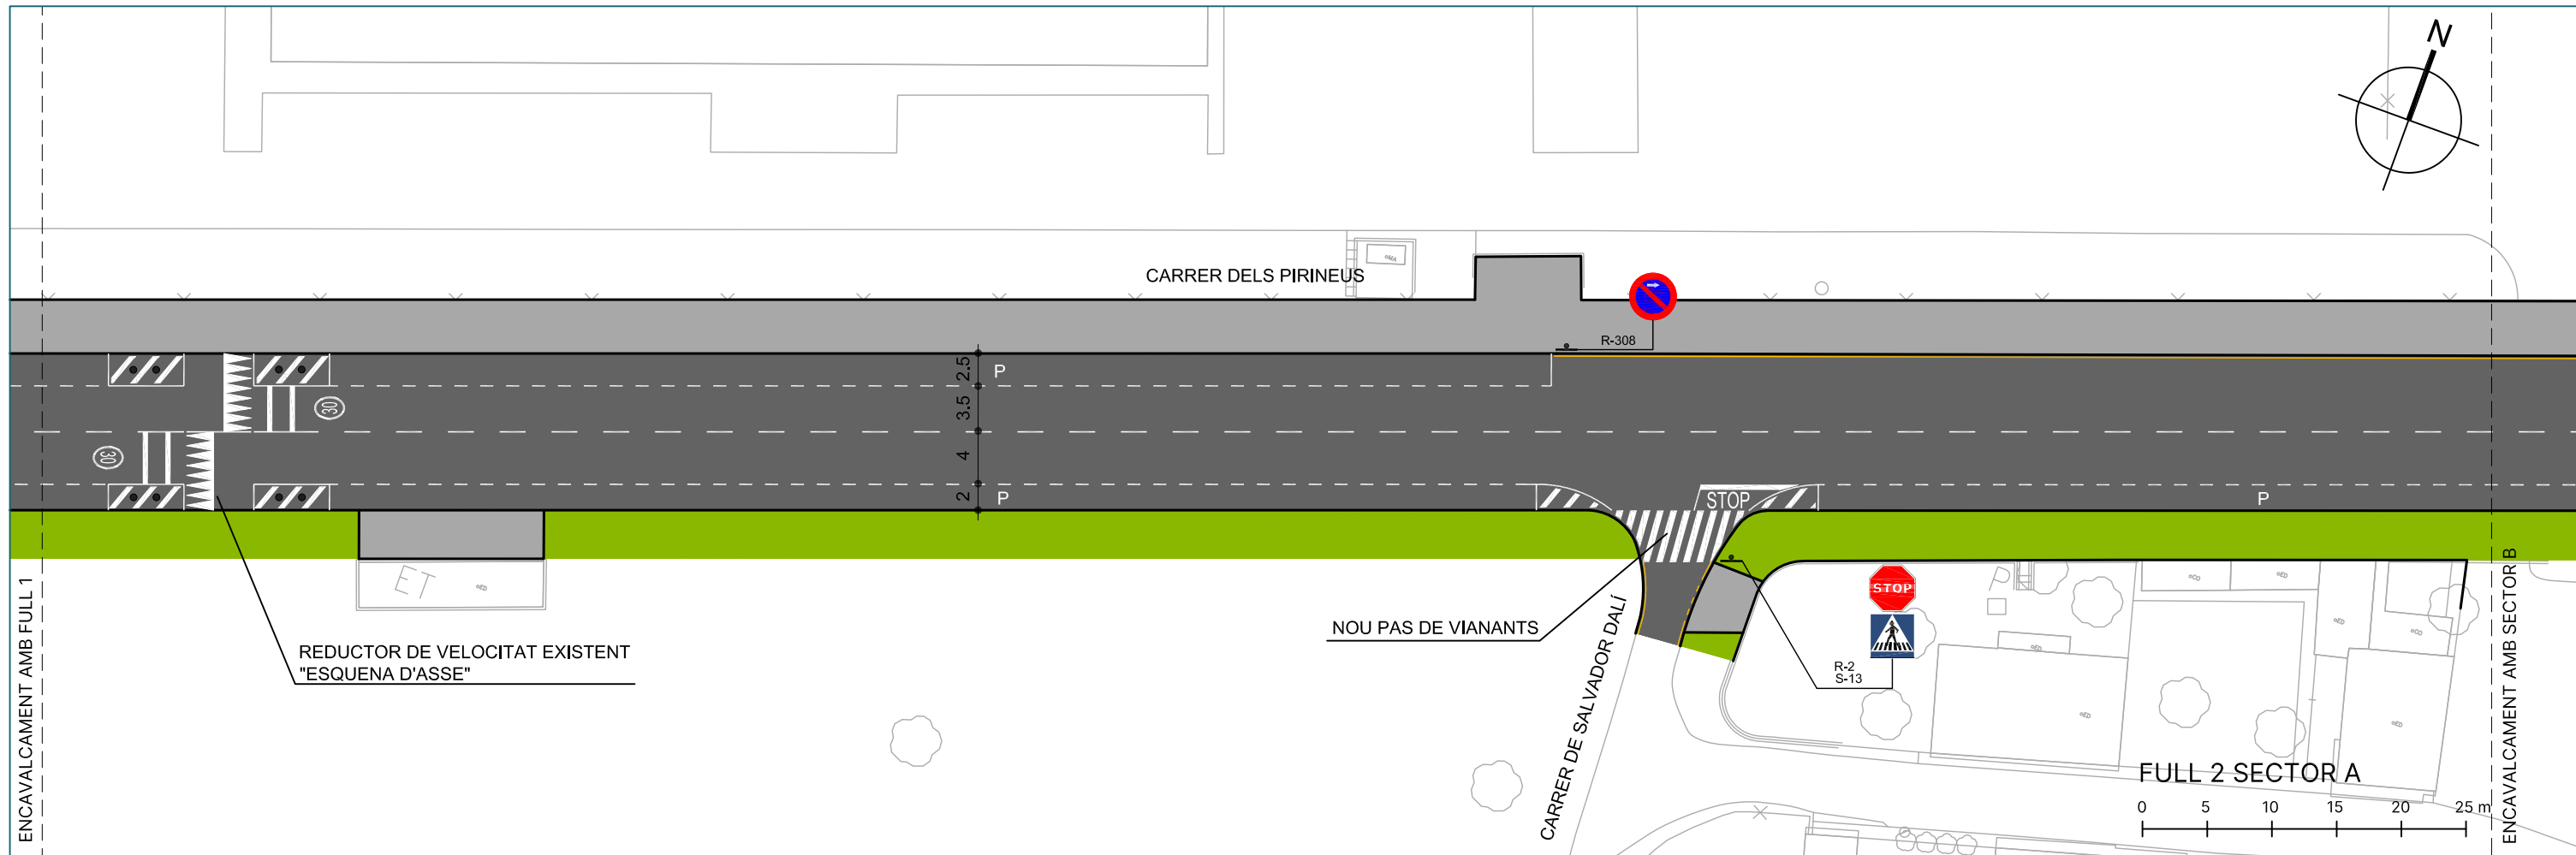 N
CARRER DELS PIRINEUS
R-308
2.5
P
3.5
30
4
30
2
P
STOP
P
ET
STOP
ENCAVALCAMENT AMB FULL 1
REDUCTOR DE VELOCITAT EXISTENT
"ESQUENA D'ASSE"
NOU PAS DE VIANANTS
CARRER DE SALVADOR DALÍ
R-2
S-13
P
ENCAVALCAMENT AMB SECTOR B
FULL 2 SECTOR A
0 5 10 15 20 25 m